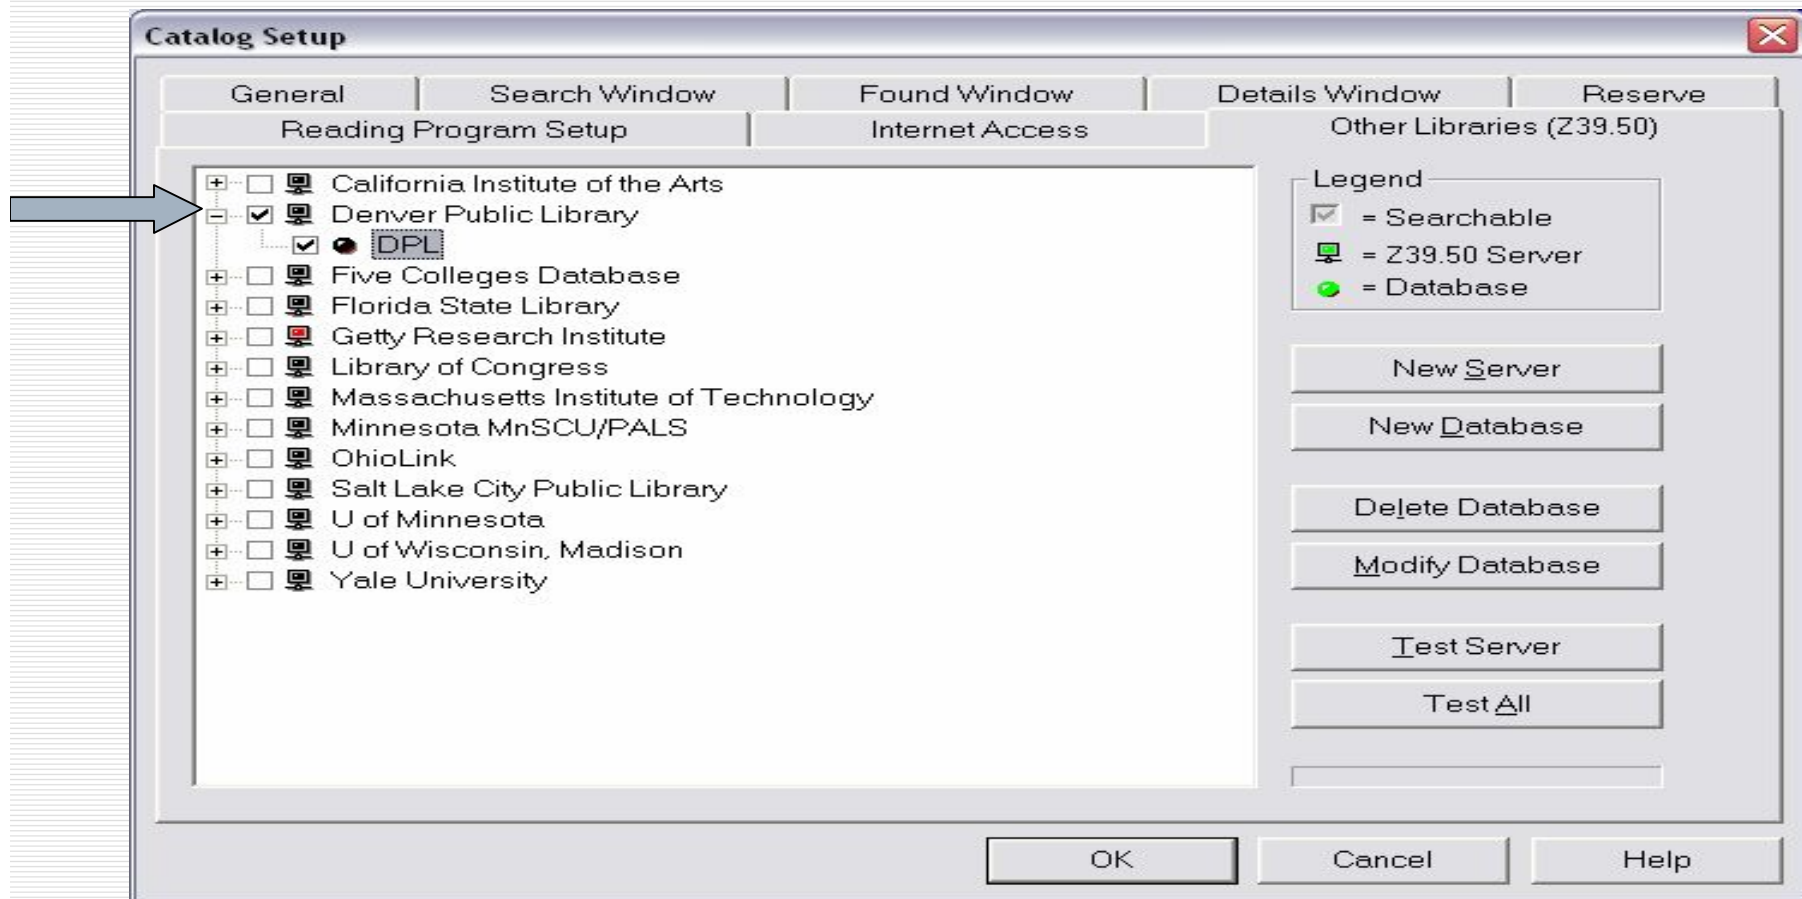 Catalog Setup
General Search Window Found Window Details Window Reserve
Reading Program Setup Internet Access Other Libraries (Z39.50)
California Institute of the Arts
Denver Public Library
DPL
Five Colleges Database
Florida State Library
Getty Research Institute
Library of Congress
Massachusetts Institute of Technology
Minnesota MnSCU/PALS
OhioLink
Salt Lake City Public Library
U of Minnesota
U of Wisconsin, Madison
Yale University
Legend
= Searchable
= Z39.50 Server
= Database
New Server
New Database
Delete Database
Modify Database
Test Server
Test All
OK Cancel Help